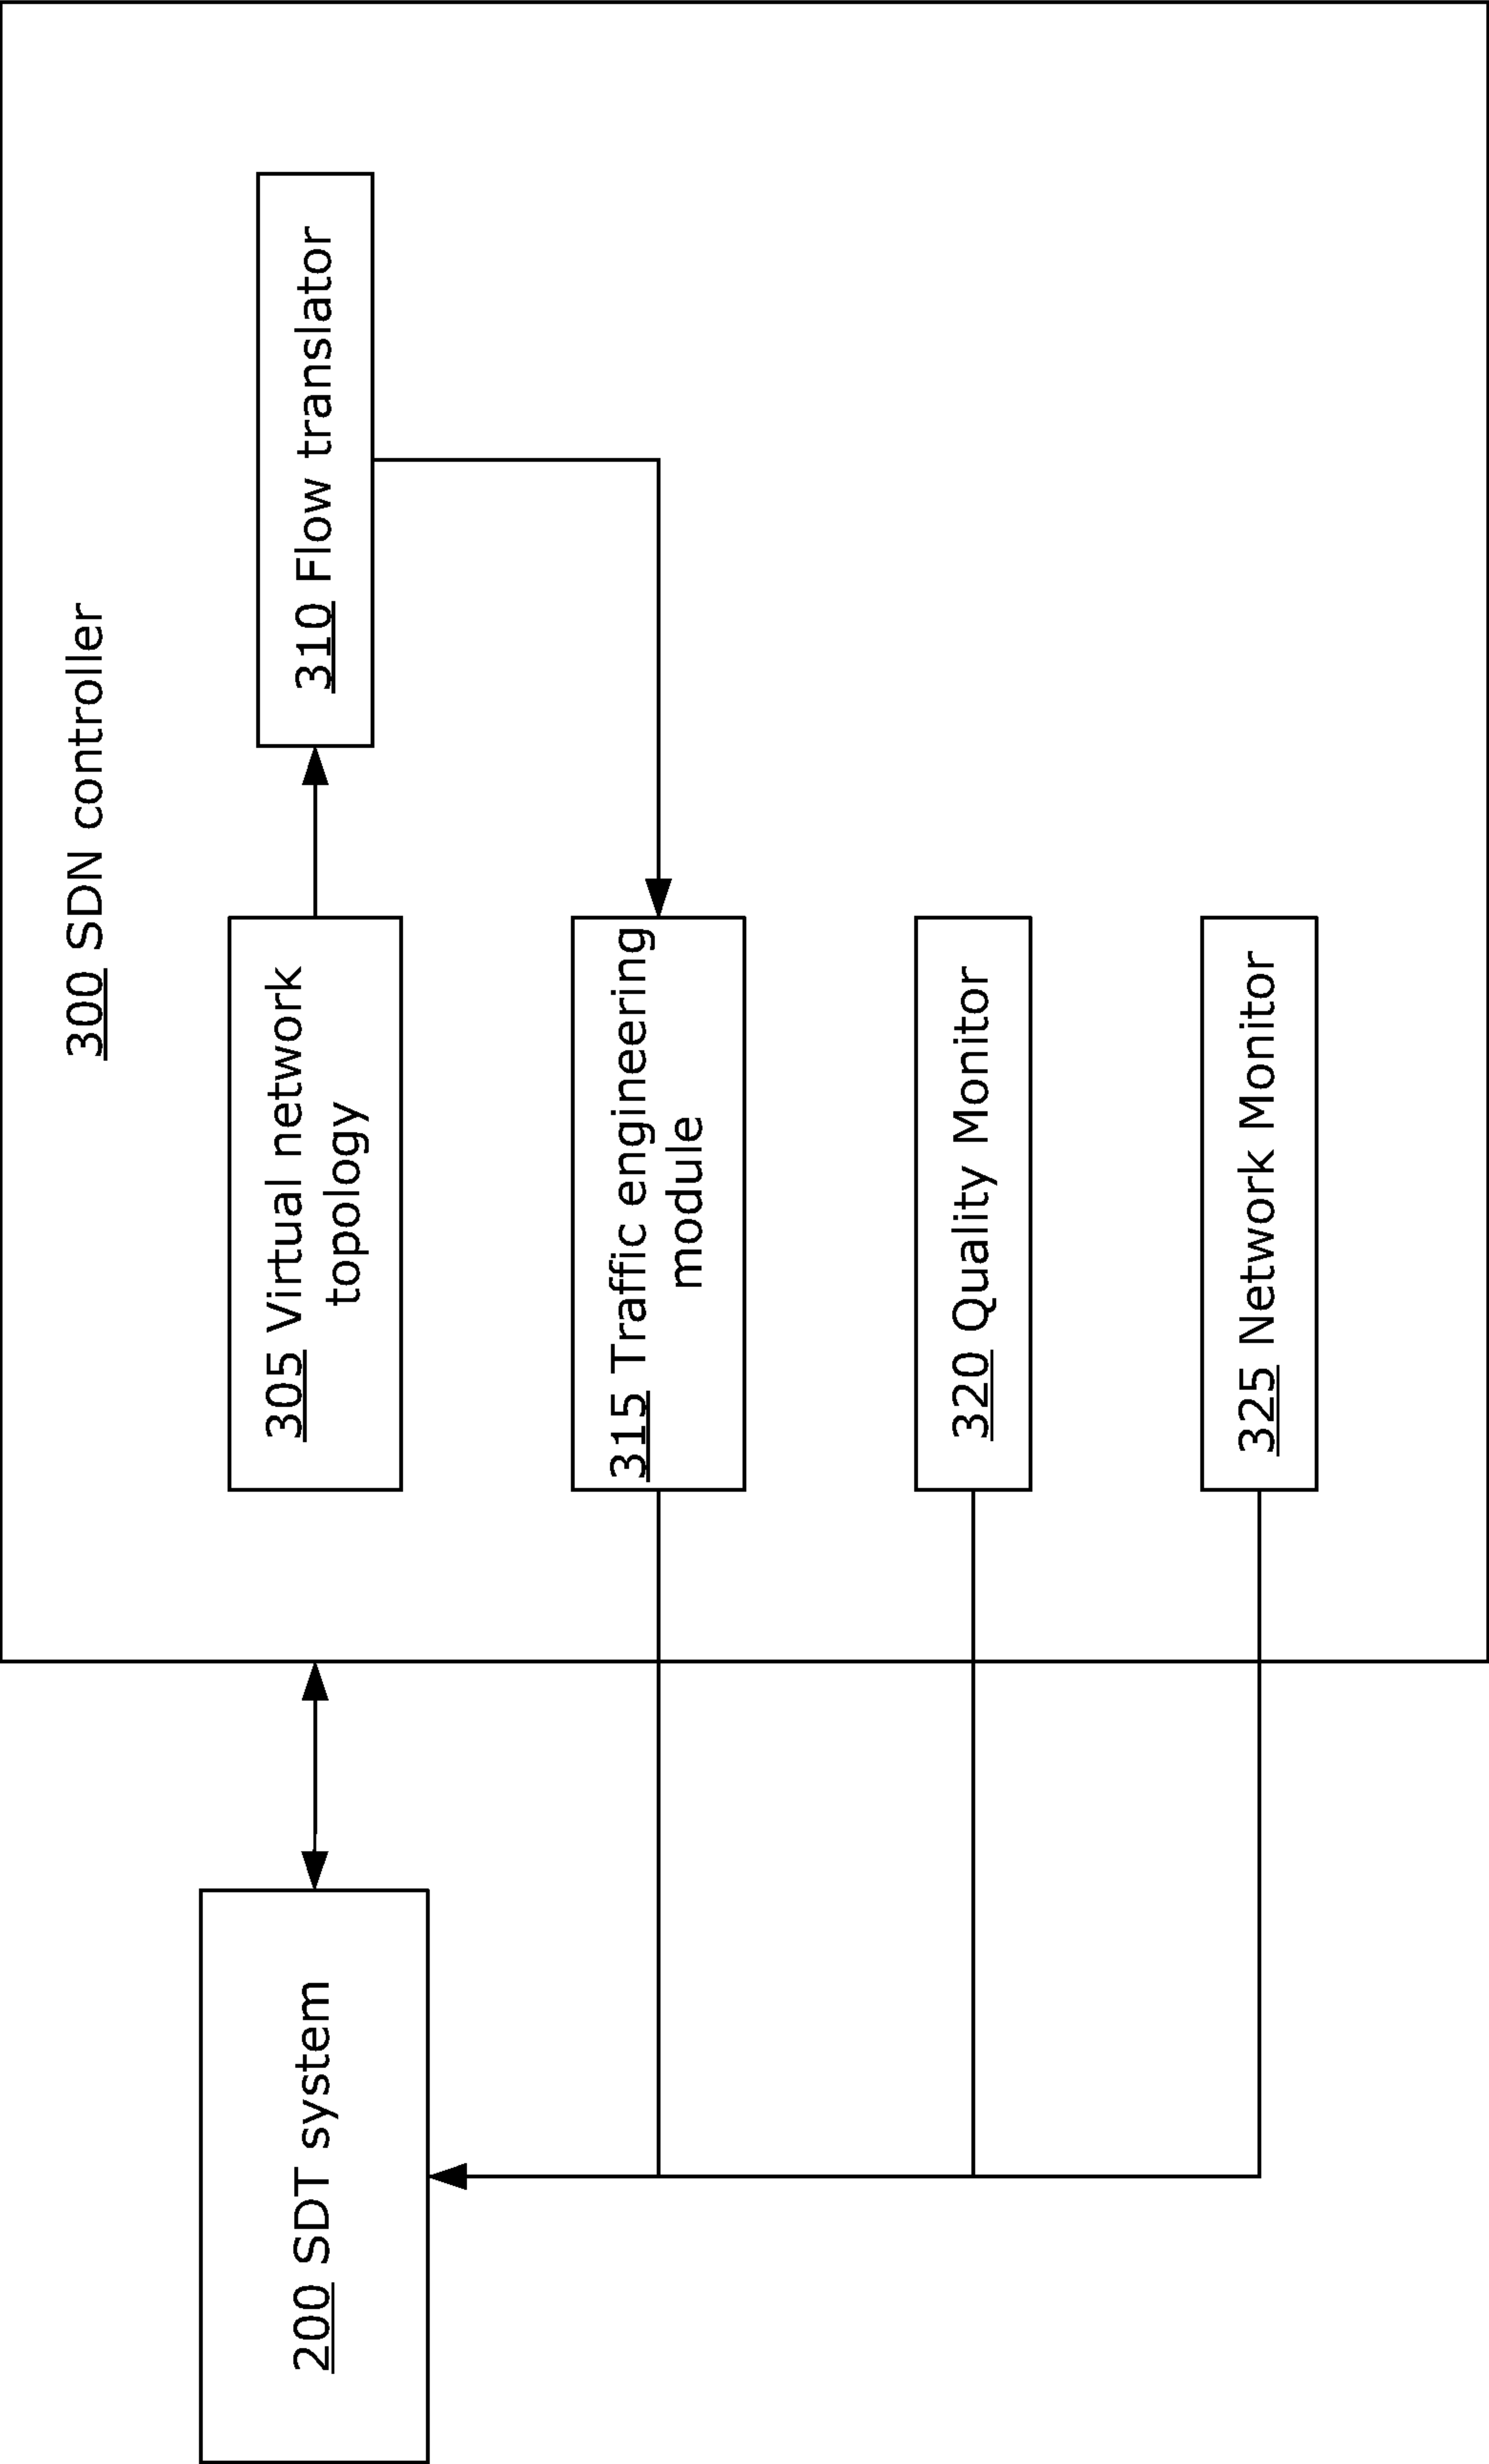 300 SDN controller
200 SDT system
305 Virtual network
topology
310 Flow translator
315 Traffic engineering
module
320 Quality Monitor
325 Network Monitor